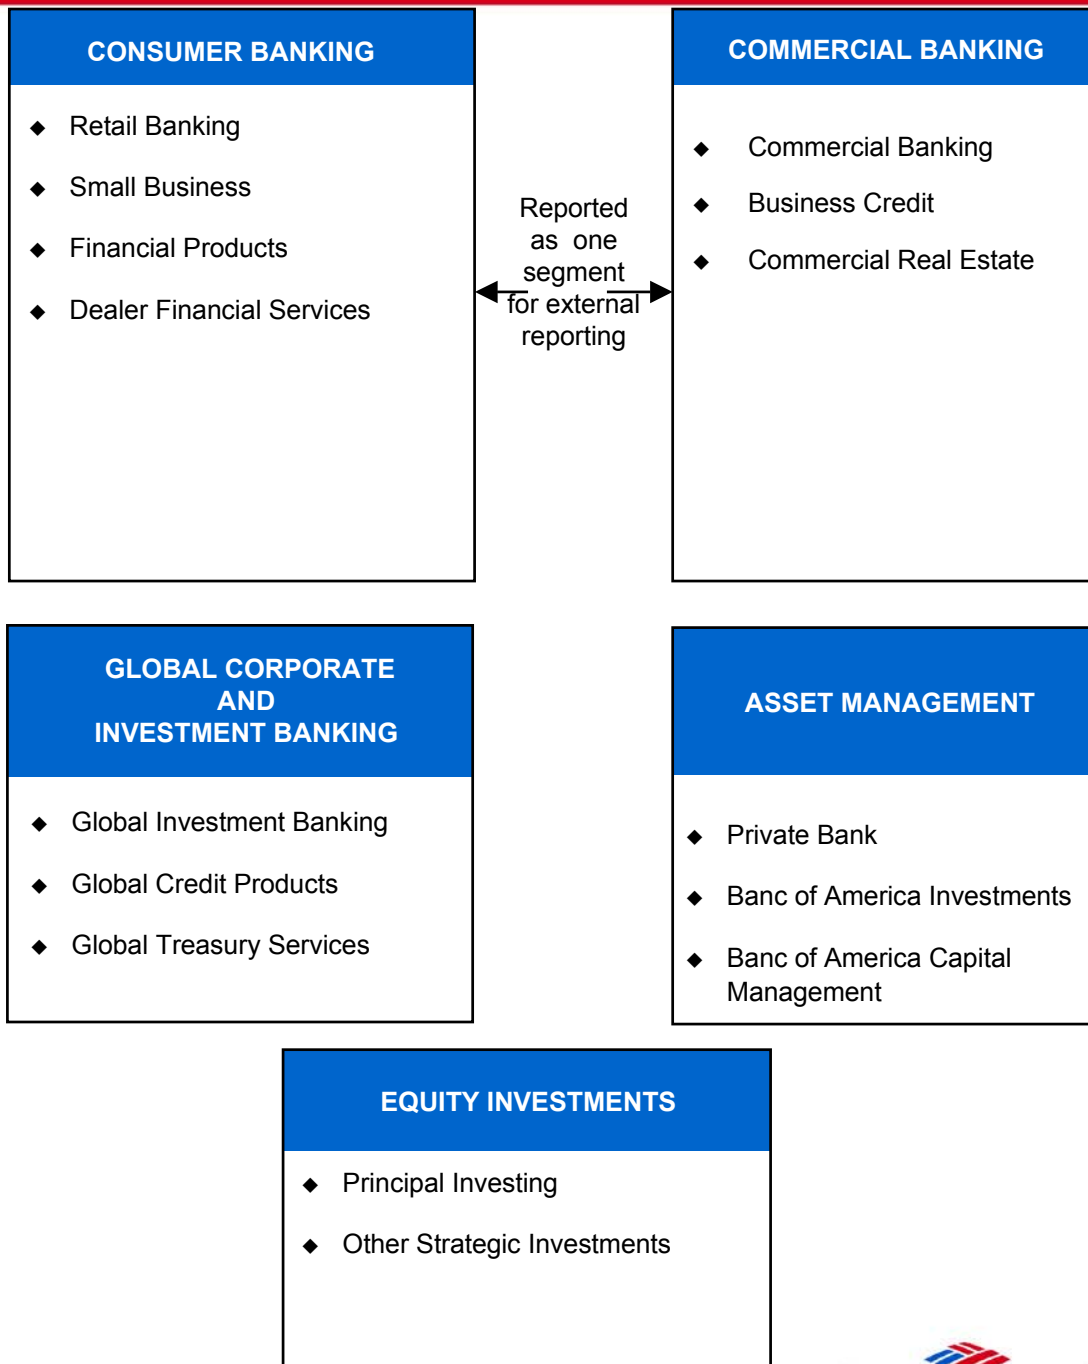 CONSUMER BANKING
Retail Banking
Small Business
Financial Products
Dealer Financial Services
Reported
as one
segment
for external
reporting
COMMERCIAL BANKING
Commercial Banking
Business Credit
Commercial Real Estate
GLOBAL CORPORATE
AND
INVESTMENT BANKING
Global Investment Banking
Global Credit Products
Global Treasury Services
ASSET MANAGEMENT
Private Bank
Banc of America Investments
Banc of America Capital
Management
EQUITY INVESTMENTS
Principal Investing
Other Strategic Investments